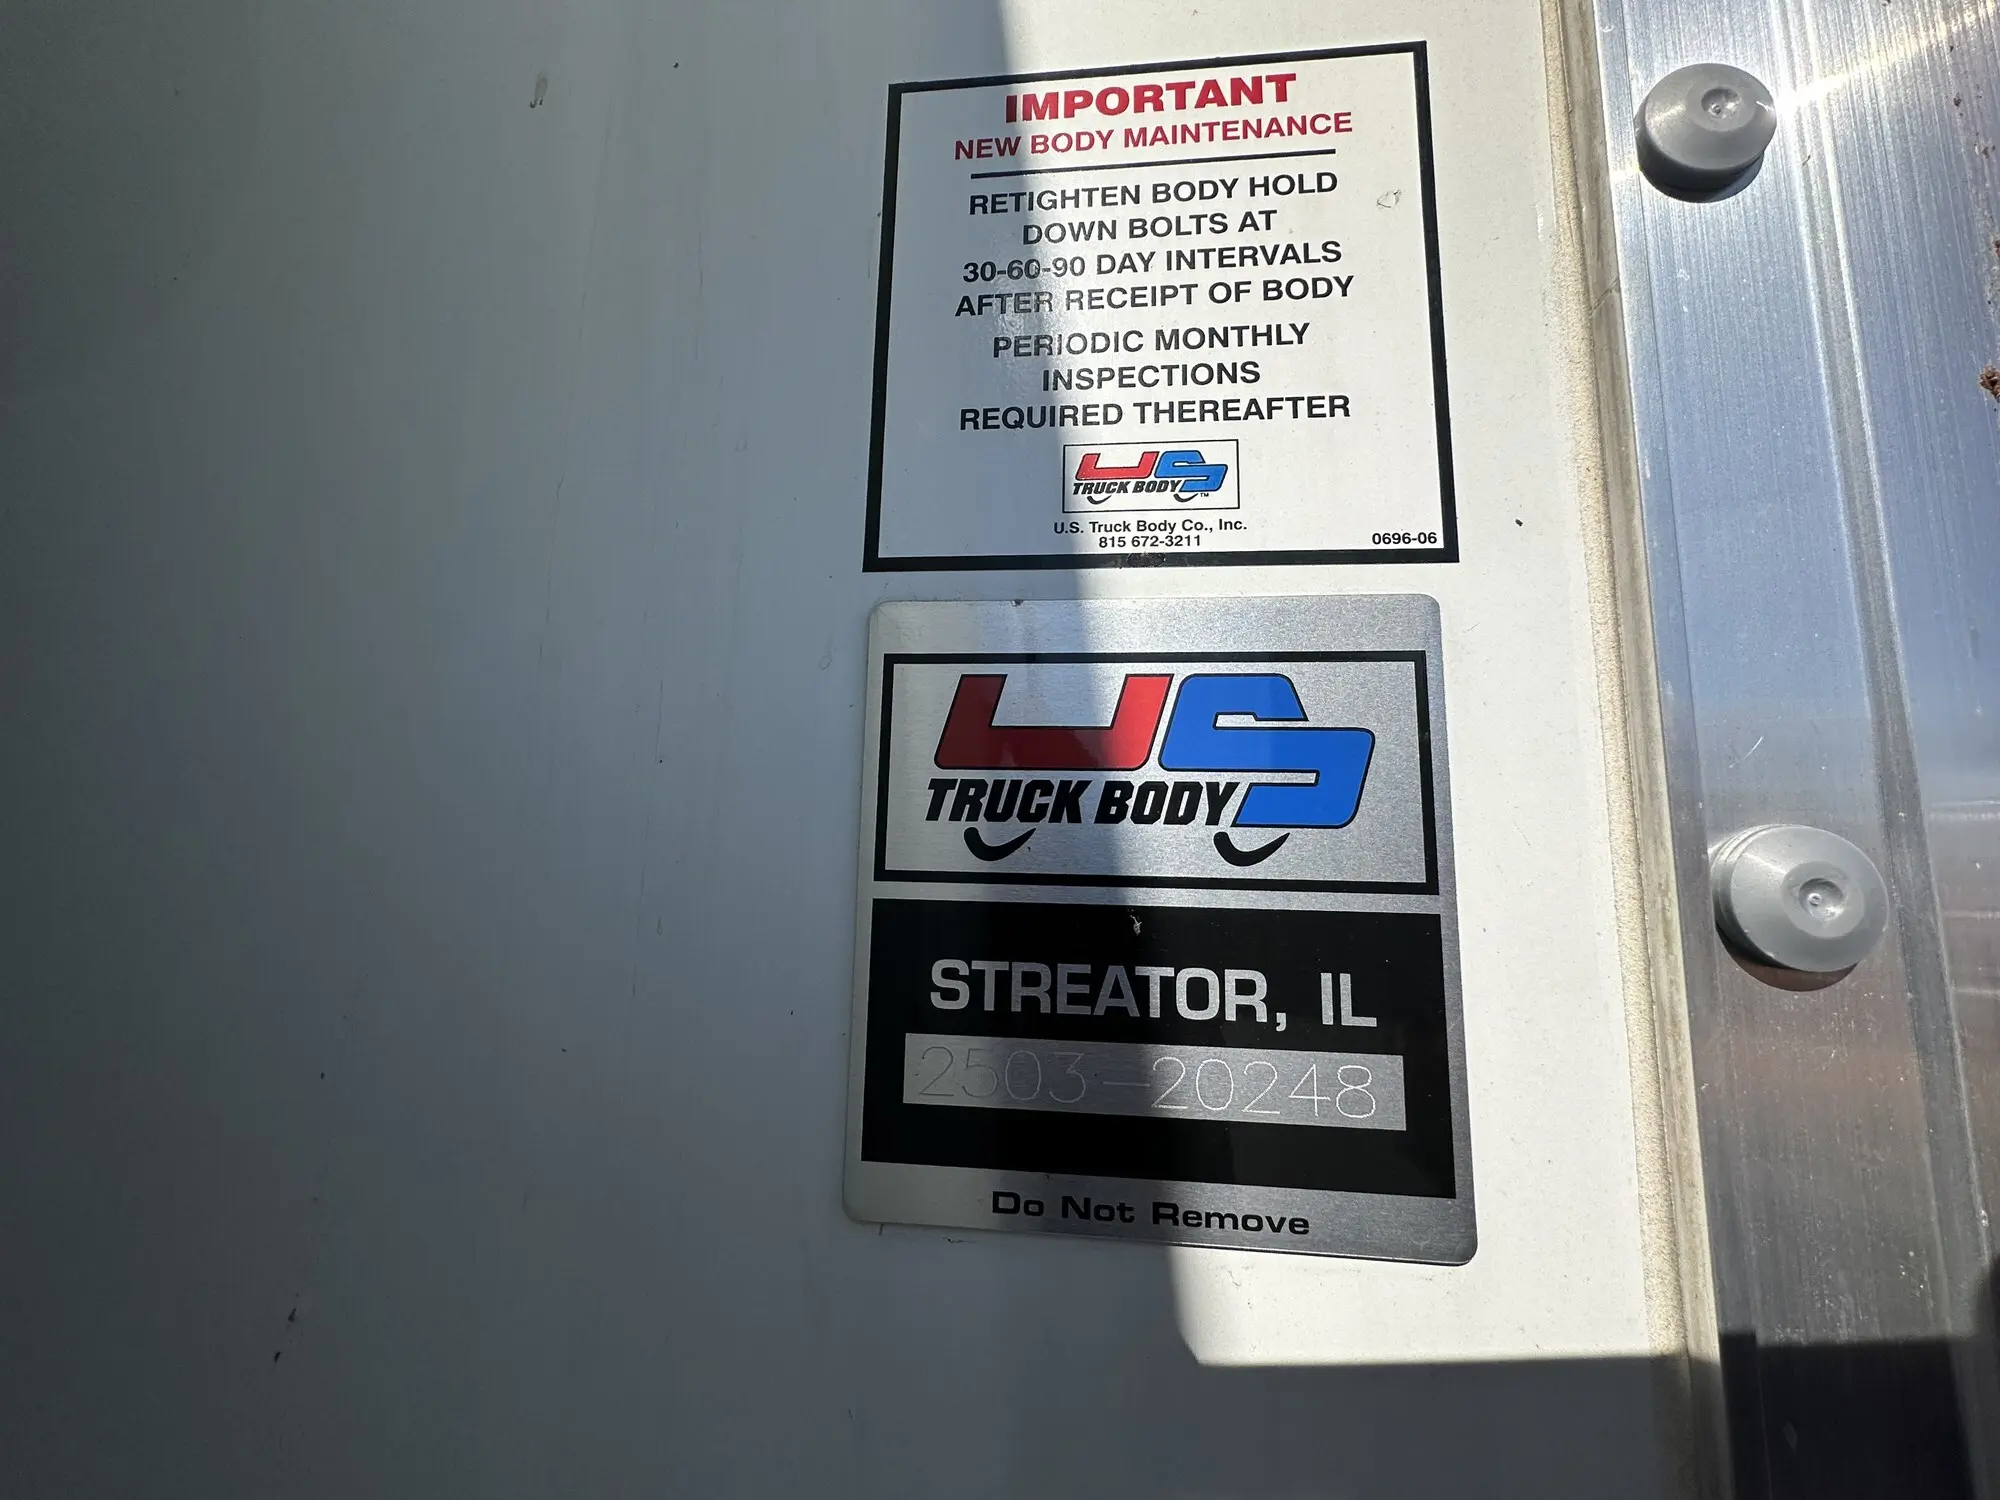 IMPORTANT
NEW BODY MAINTENANCE
RETIGHTEN BODY HOLD
DOWN BOLTS AT
30-60-90 DAY INTERVALS
AFTER RECEIPT OF BODY
PERIODIC MONTHLY
INSPECTIONS
REQUIRED THEREAFTER
US
TRUCK BODY ™
U.S. Truck Body Co., Inc.
815 672-3211
0696-06
US
TRUCK BODY
STREATOR, IL
2503-20248
Do Not Remove